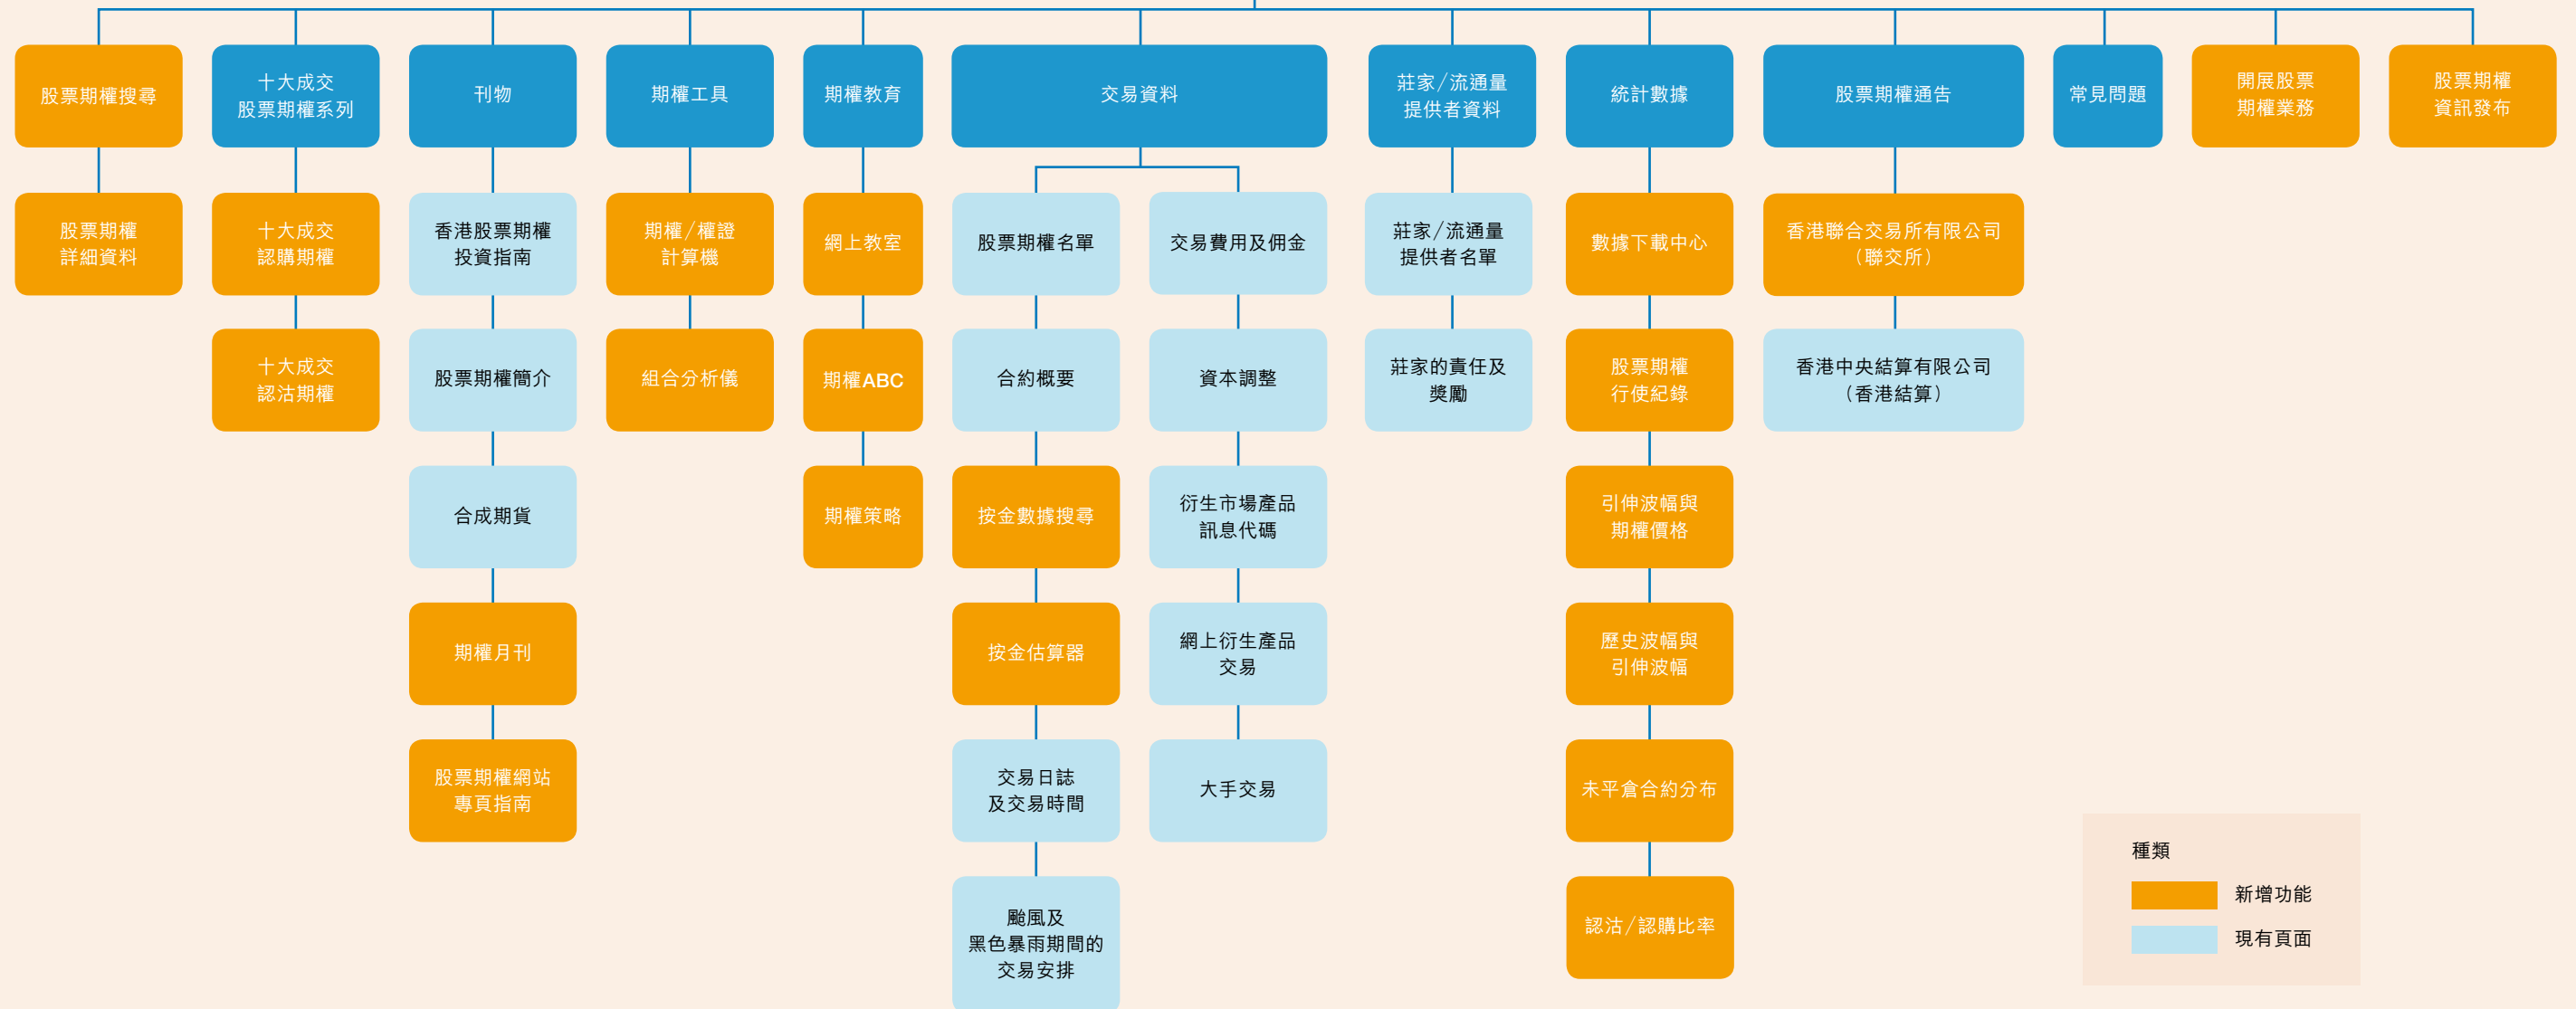 股票期權搜尋
十大成交
股票期權系列
刊物
期權工具
期權教育
交易資料
莊家/流通量
提供者資料
統計數據
股票期權通告
常見問題
開展股票
期權業務
股票期權
資訊發布
股票期權
詳細資料
十大成交
認購期權
十大成交
認沽期權
香港股票期權
投資指南
股票期權簡介
合成期貨
期權月刊
股票期權網站
專頁指南
期權/權證
計算機
組合分析儀
網上教室
期權ABC
期權策略
股票期權名單
合約概要
按金數據搜尋
按金估算器
交易日誌
及交易時間
颱風及
黑色暴雨期間的
交易安排
交易費用及佣金
資本調整
衍生市場產品
訊息代碼
網上衍生產品
交易
大手交易
莊家/流通量
提供者名單
莊家的責任及
獎勵
數據下載中心
股票期權
行使紀錄
引伸波幅與
期權價格
歷史波幅與
引伸波幅
未平倉合約分布
認沽/認購比率
香港聯合交易所有限公司
（聯交所）
香港中央結算有限公司
（香港結算）
種類
新增功能
現有頁面